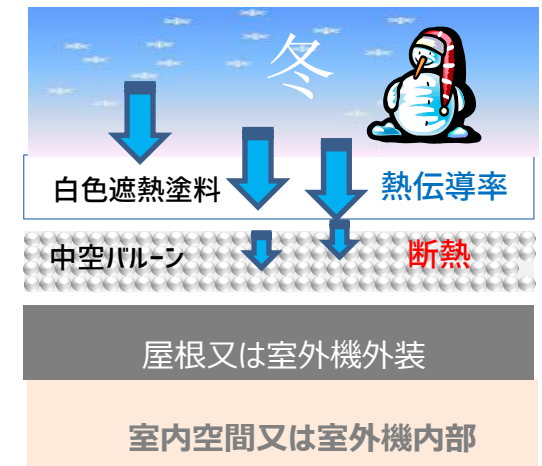 冬
白色遮熱塗料 熱伝導率
中空バルーン 断熱
屋根又は室外機外装
室内空間又は室外機内部